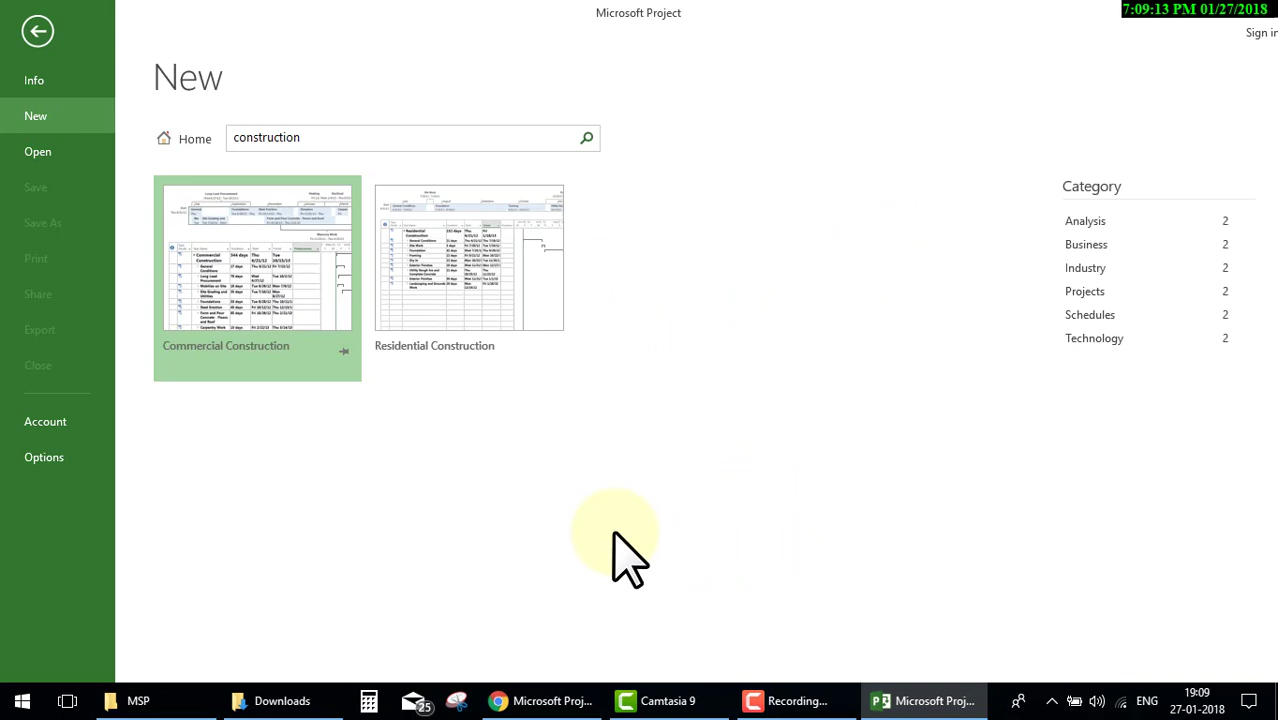 Microsoft Project
7:09:13 PM 01/27/2018
Sign in
Info
New
Open
Save
Save As
Print
Share
Export
Close
Account
Options
New
Home
construction
Commercial Construction
Residential Construction
Category
Analysis 2
Business 2
Industry 2
Projects 2
Schedules 2
Technology 2
MSP
Downloads
25
Microsoft Proj...
Camtasia 9
Recording...
Microsoft Proj...
ENG
19:09
27-01-2018